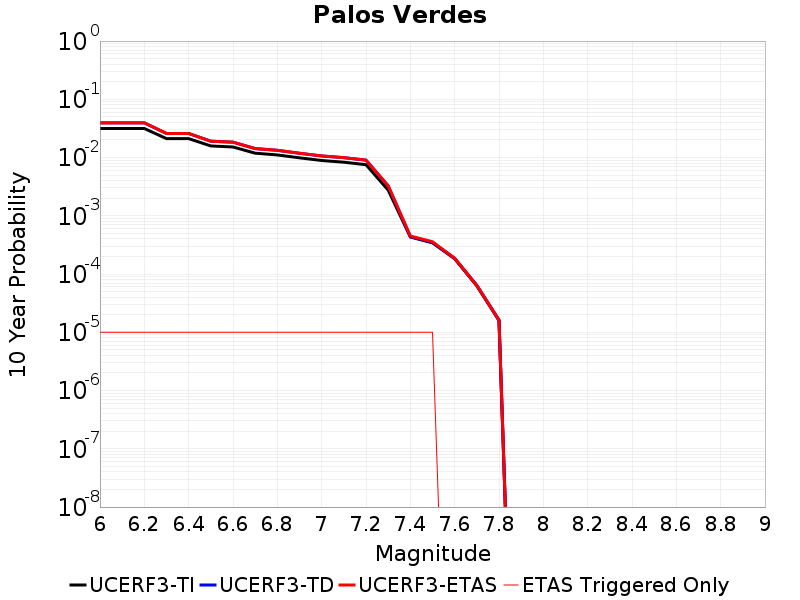 Palos Verdes
10 Year Probability
10^0
10^-1
10^-2
10^-3
10^-4
10^-5
10^-6
10^-7
10^-8
6 6.2 6.4 6.6 6.8 7 7.2 7.4 7.6 7.8 8 8.2 8.4 8.6 8.8 9
Magnitude
UCERF3-TI UCERF3-TD UCERF3-ETAS ETAS Triggered Only